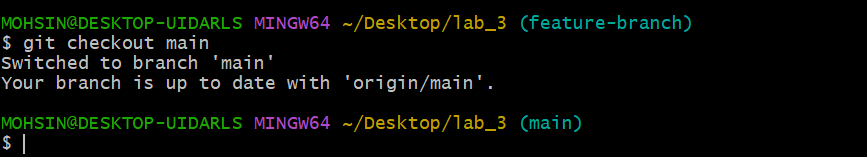 MOHSIN@DESKTOP-UIDARLS MINGW64 ~/Desktop/lab_3 (feature-branch)
$ git checkout main
Switched to branch 'main'
Your branch is up to date with 'origin/main'.
MOHSIN@DESKTOP-UIDARLS MINGW64 ~/Desktop/lab_3 (main)
$